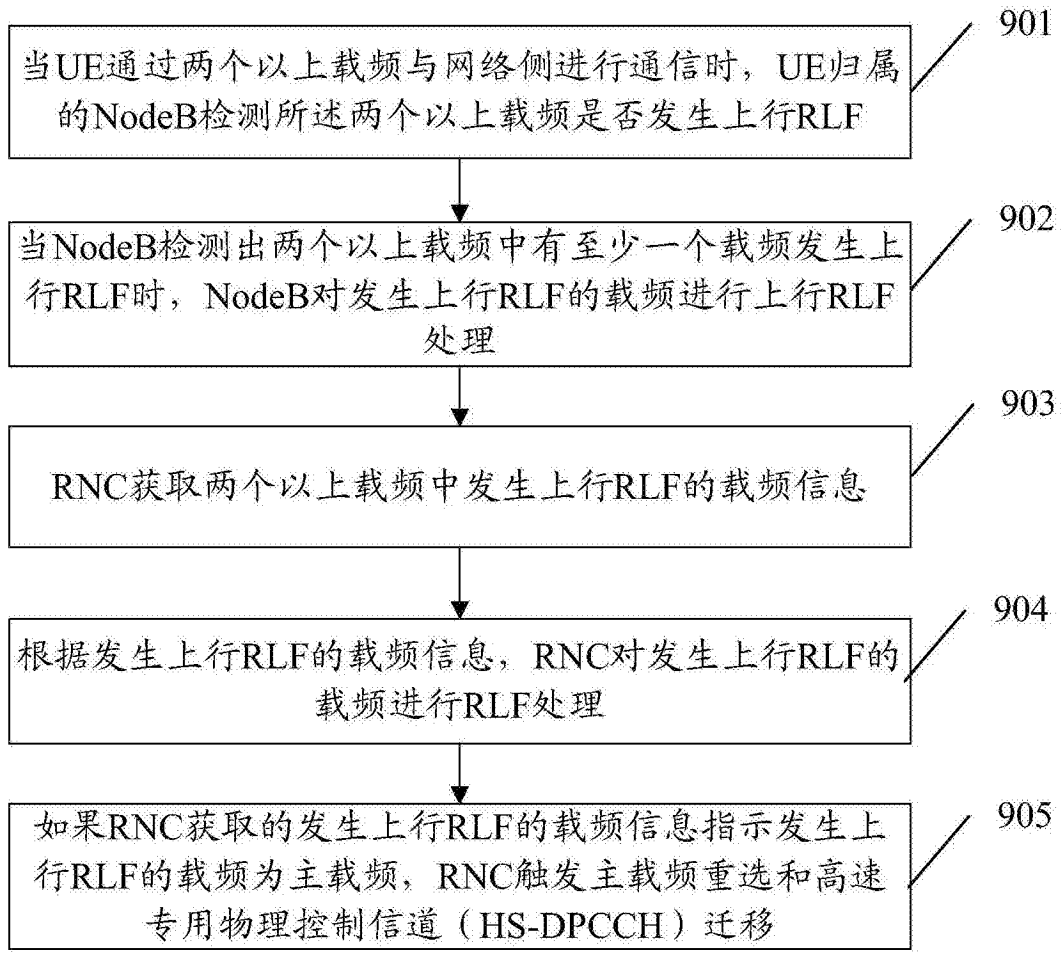 901
当UE通过两个以上载频与网络侧进行通信时，UE归属
的NodeB检测所述两个以上载频是否发生上行RLF
902
当NodeB检测出两个以上载频中有至少一个载频发生上
行RLF时，NodeB对发生上行RLF的载频进行上行RLF
处理
903
RNC获取两个以上载频中发生上行RLF的载频信息
904
根据发生上行RLF的载频信息，RNC对发生上行RLF的
载频进行RLF处理
905
如果RNC获取的发生上行RLF的载频信息指示发生上
行RLF的载频为主载频，RNC触发主载频重选和高速
专用物理控制信道（HS-DPCCH）迁移